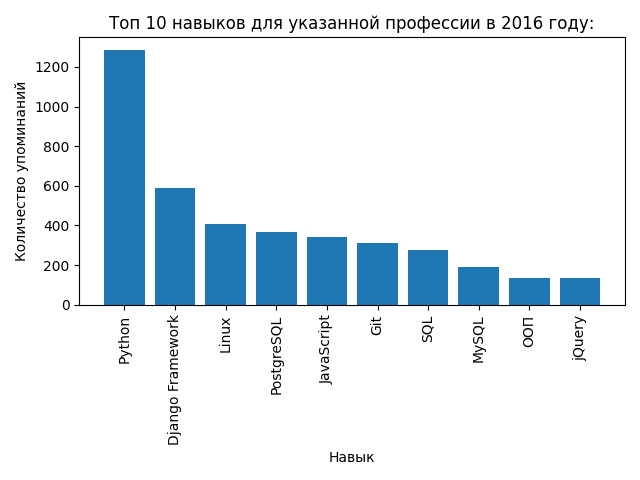 Топ 10 навыков для указанной профессии в 2016 году:
Количество упоминаний
1200
1000
800
600
400
200
0
Python
Django Framework
Linux
PostgreSQL
JavaScript
Git
SQL
MySQL
ООП
jQuery
Навык